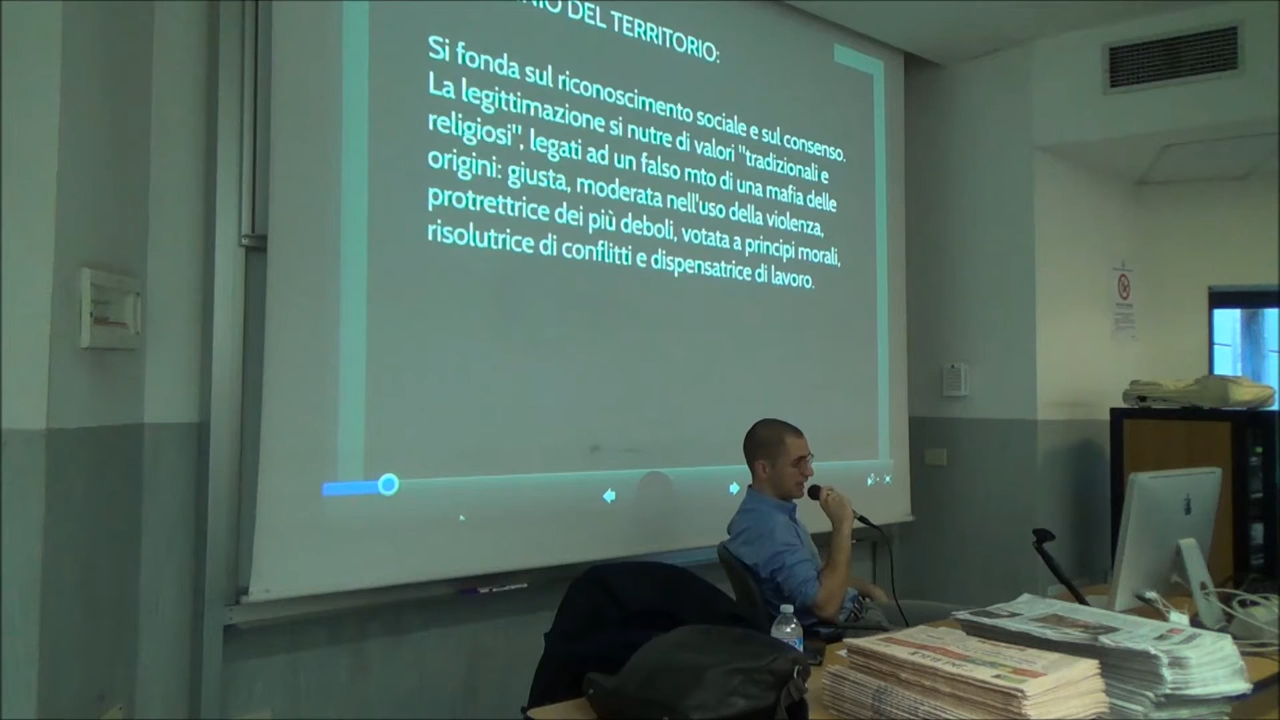 DEL TERRITORIO:
Si fonda sul riconoscimento sociale e sul consenso.
La legittimazione si nutre di valori "tradizionali e
religiosi", legati ad un falso mto di una mafia delle
origini: giusta, moderata nell'uso della violenza,
protrettrice dei più deboli, votata a principi morali,
risolutrice di conflitti e dispensatrice di lavoro.